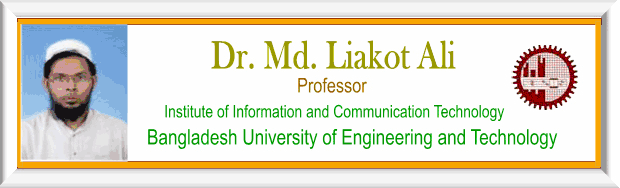 Dr. Md. Liakot Ali
Professor
Institute of Information and Communication Technology
Bangladesh University of Engineering and Technology